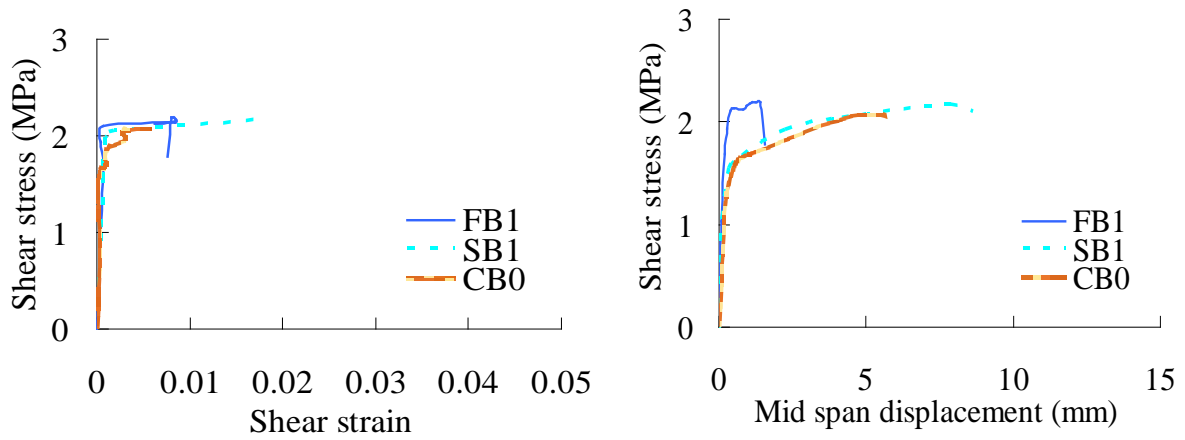 Shear stress (MPa)
3
2
1
0
0 0.01 0.02 0.03 0.04 0.05
Shear strain
FB1
SB1
CB0
Shear stress (MPa)
3
2
1
0
0 5 10 15
Mid span displacement (mm)
FB1
SB1
CB0